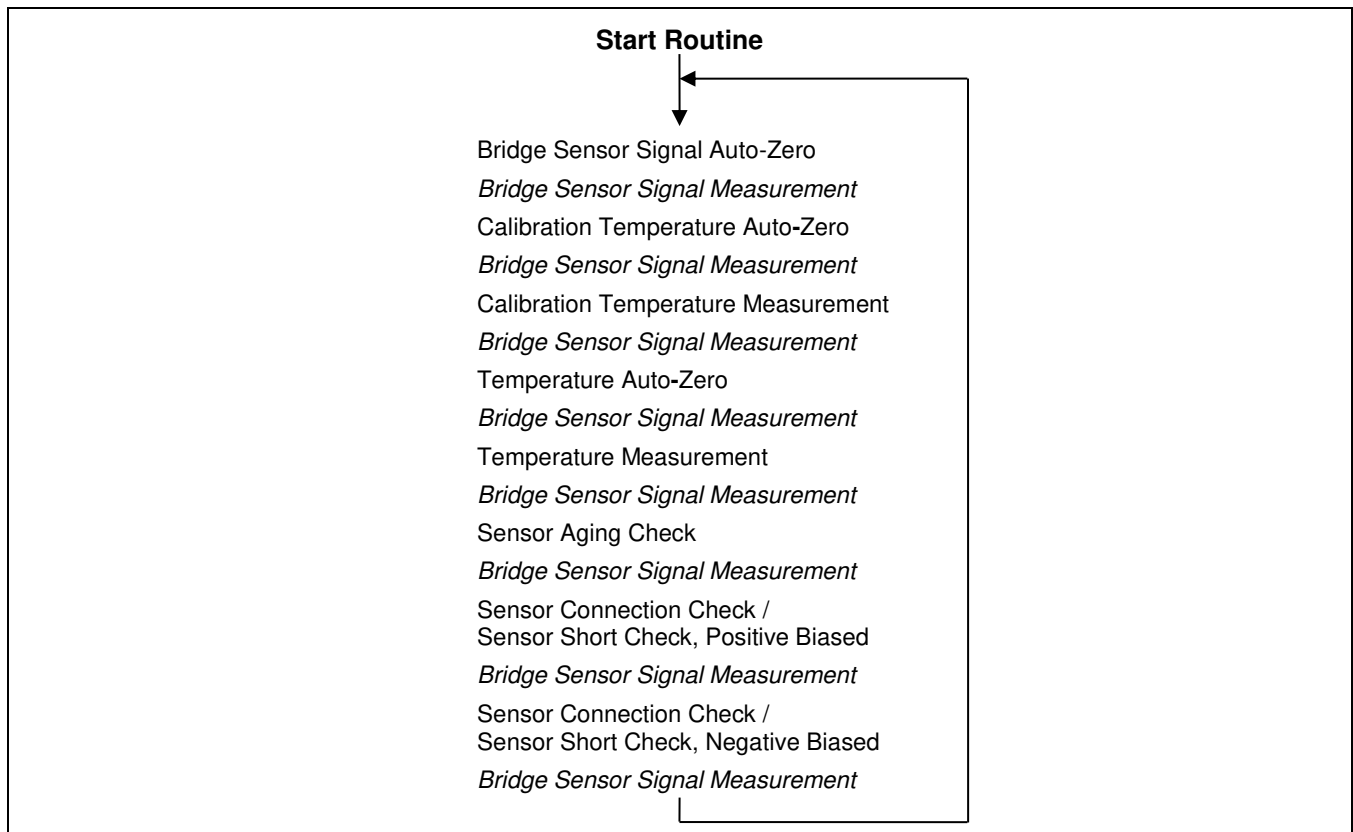 Start Routine
Bridge Sensor Signal Auto-Zero
Bridge Sensor Signal Measurement
Calibration Temperature Auto-Zero
Bridge Sensor Signal Measurement
Calibration Temperature Measurement
Bridge Sensor Signal Measurement
Temperature Auto-Zero
Bridge Sensor Signal Measurement
Temperature Measurement
Bridge Sensor Signal Measurement
Sensor Aging Check
Bridge Sensor Signal Measurement
Sensor Connection Check /
Sensor Short Check, Positive Biased
Bridge Sensor Signal Measurement
Sensor Connection Check /
Sensor Short Check, Negative Biased
Bridge Sensor Signal Measurement